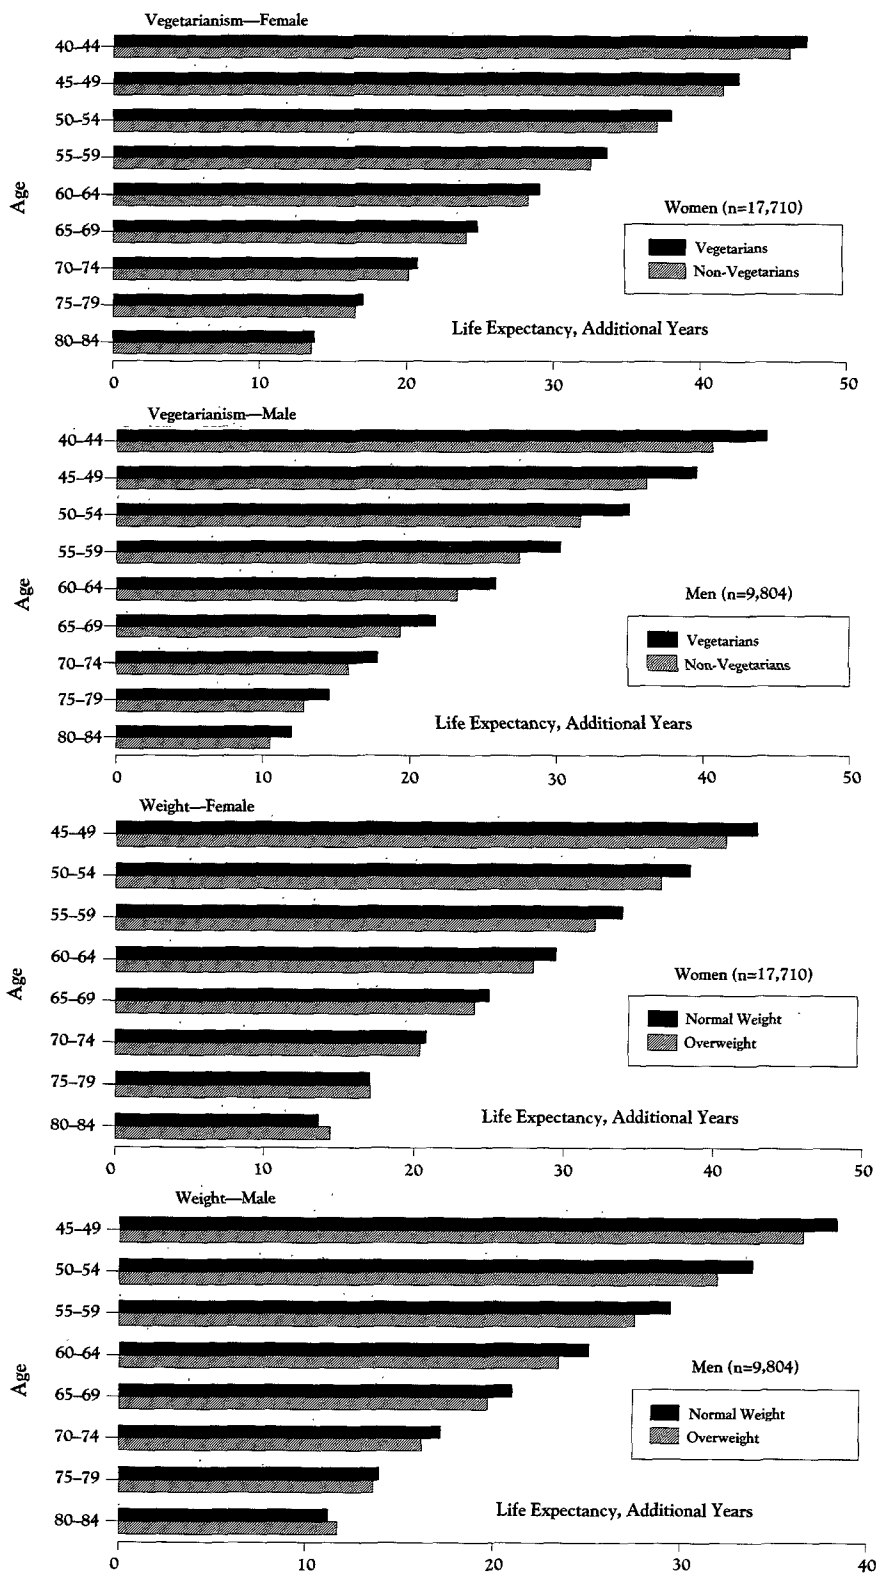 Vegetarianism—Female
40–44
45–49
50–54
55–59
60–64
65–69
70–74
75–79
80–84
Age
Women (n=17,710)
Vegetarians
Non-Vegetarians
Life Expectancy, Additional Years
0 10 20 30 40 50
Vegetarianism—Male
40–44
45–49
50–54
55–59
60–64
65–69
70–74
75–79
80–84
Age
Men (n=9,804)
Vegetarians
Non-Vegetarians
Life Expectancy, Additional Years
0 10 20 30 40 50
Weight—Female
45–49
50–54
55–59
60–64
65–69
70–74
75–79
80–84
Age
Women (n=17,710)
Normal Weight
Overweight
Life Expectancy, Additional Years
0 10 20 30 40 50
Weight—Male
45–49
50–54
55–59
60–64
65–69
70–74
75–79
80–84
Age
Men (n=9,804)
Normal Weight
Overweight
Life Expectancy, Additional Years
0 10 20 30 40